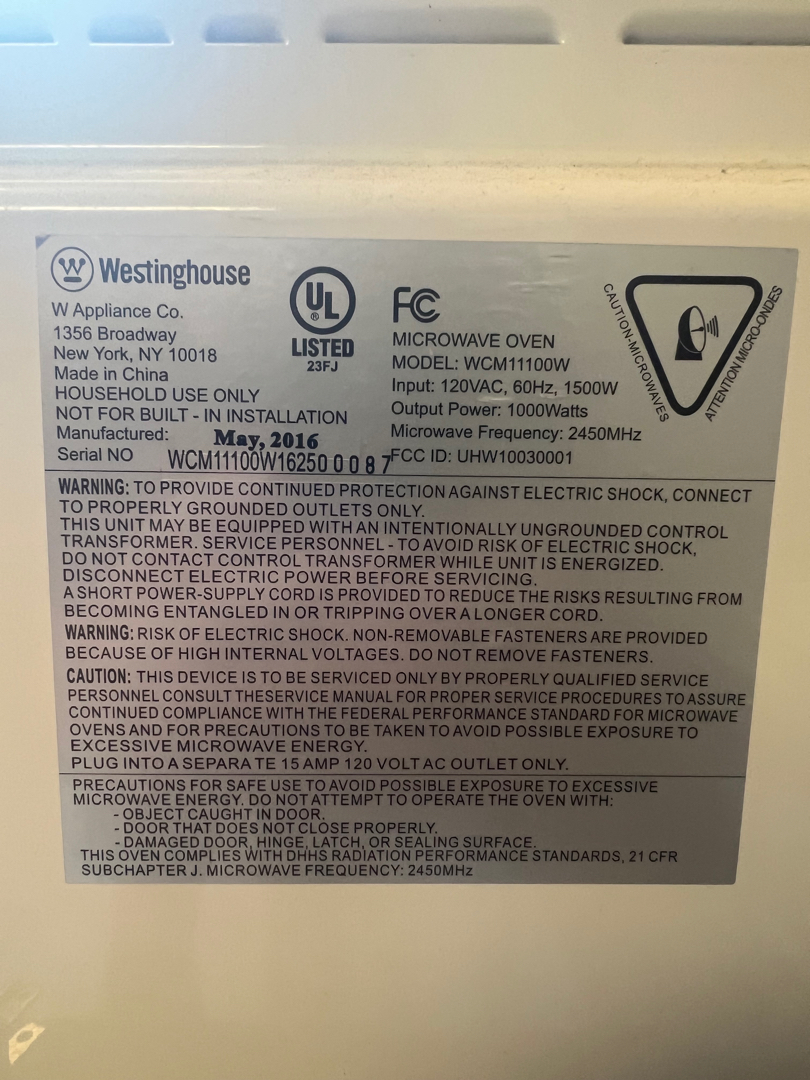 Westinghouse
W Appliance Co.
1356 Broadway
New York, NY 10018
Made in China
HOUSEHOLD USE ONLY
NOT FOR BUILT - IN INSTALLATION
Manufactured: May, 2016
Serial NO WCM11100W16250 0 0 8 7
UL
®
LISTED
23FJ
FC
MICROWAVE OVEN
MODEL: WCM11100W
Input: 120VAC, 60Hz, 1500W
Output Power: 1000Watts
Microwave Frequency: 2450MHz
FCC ID: UHW10030001
CAUTION-MICROWAVES
ATTENTION MICRO-ONDES
WARNING: TO PROVIDE CONTINUED PROTECTION AGAINST ELECTRIC SHOCK, CONNECT
TO PROPERLY GROUNDED OUTLETS ONLY.
THIS UNIT MAY BE EQUIPPED WITH AN INTENTIONALLY UNGROUNDED CONTROL
TRANSFORMER. SERVICE PERSONNEL - TO AVOID RISK OF ELECTRIC SHOCK,
DO NOT CONTACT CONTROL TRANSFORMER WHILE UNIT IS ENERGIZED.
DISCONNECT ELECTRIC POWER BEFORE SERVICING.
A SHORT POWER-SUPPLY CORD IS PROVIDED TO REDUCE THE RISKS RESULTING FROM
BECOMING ENTANGLED IN OR TRIPPING OVER A LONGER CORD.
WARNING: RISK OF ELECTRIC SHOCK. NON-REMOVABLE FASTENERS ARE PROVIDED
BECAUSE OF HIGH INTERNAL VOLTAGES. DO NOT REMOVE FASTENERS.
CAUTION: THIS DEVICE IS TO BE SERVICED ONLY BY PROPERLY QUALIFIED SERVICE
PERSONNEL CONSULT THESERVICE MANUAL FOR PROPER SERVICE PROCEDURES TO ASSURE
CONTINUED COMPLIANCE WITH THE FEDERAL PERFORMANCE STANDARD FOR MICROWAVE
OVENS AND FOR PRECAUTIONS TO BE TAKEN TO AVOID POSSIBLE EXPOSURE TO
EXCESSIVE MICROWAVE ENERGY.
PLUG INTO A SEPARA TE 15 AMP 120 VOLT AC OUTLET ONLY.
PRECAUTIONS FOR SAFE USE TO AVOID POSSIBLE EXPOSURE TO EXCESSIVE
MICROWAVE ENERGY. DO NOT ATTEMPT TO OPERATE THE OVEN WITH:
- OBJECT CAUGHT IN DOOR.
- DOOR THAT DOES NOT CLOSE PROPERLY.
- DAMAGED DOOR, HINGE, LATCH, OR SEALING SURFACE.
THIS OVEN COMPLIES WITH DHHS RADIATION PERFORMANCE STANDARDS, 21 CFR
SUBCHAPTER J. MICROWAVE FREQUENCY: 2450MHz